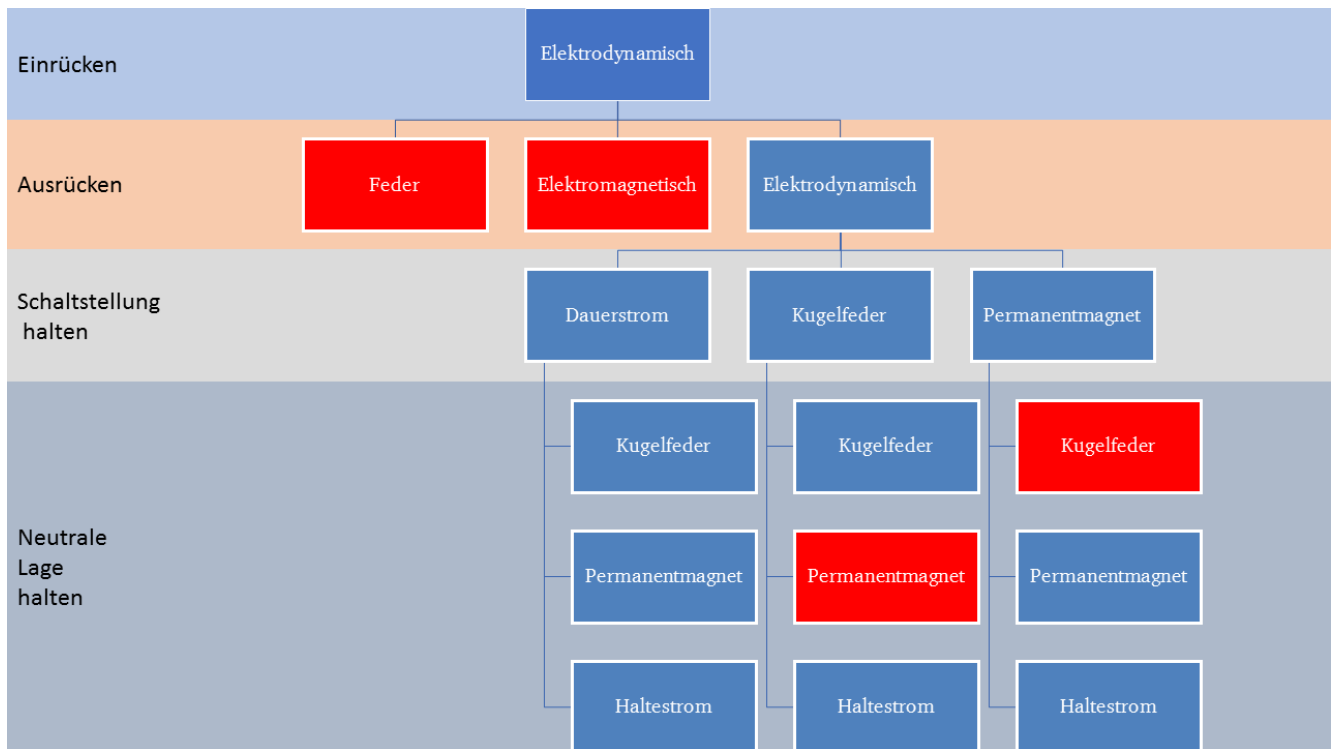 Einrücken
Elektrodynamisch
Ausrücken
Feder
Elektromagnetisch
Elektrodynamisch
Schaltstellung
halten
Dauerstrom
Kugelfeder
Permanentmagnet
Neutrale
Lage
halten
Kugelfeder
Kugelfeder
Kugelfeder
Permanentmagnet
Permanentmagnet
Permanentmagnet
Haltestrom
Haltestrom
Haltestrom